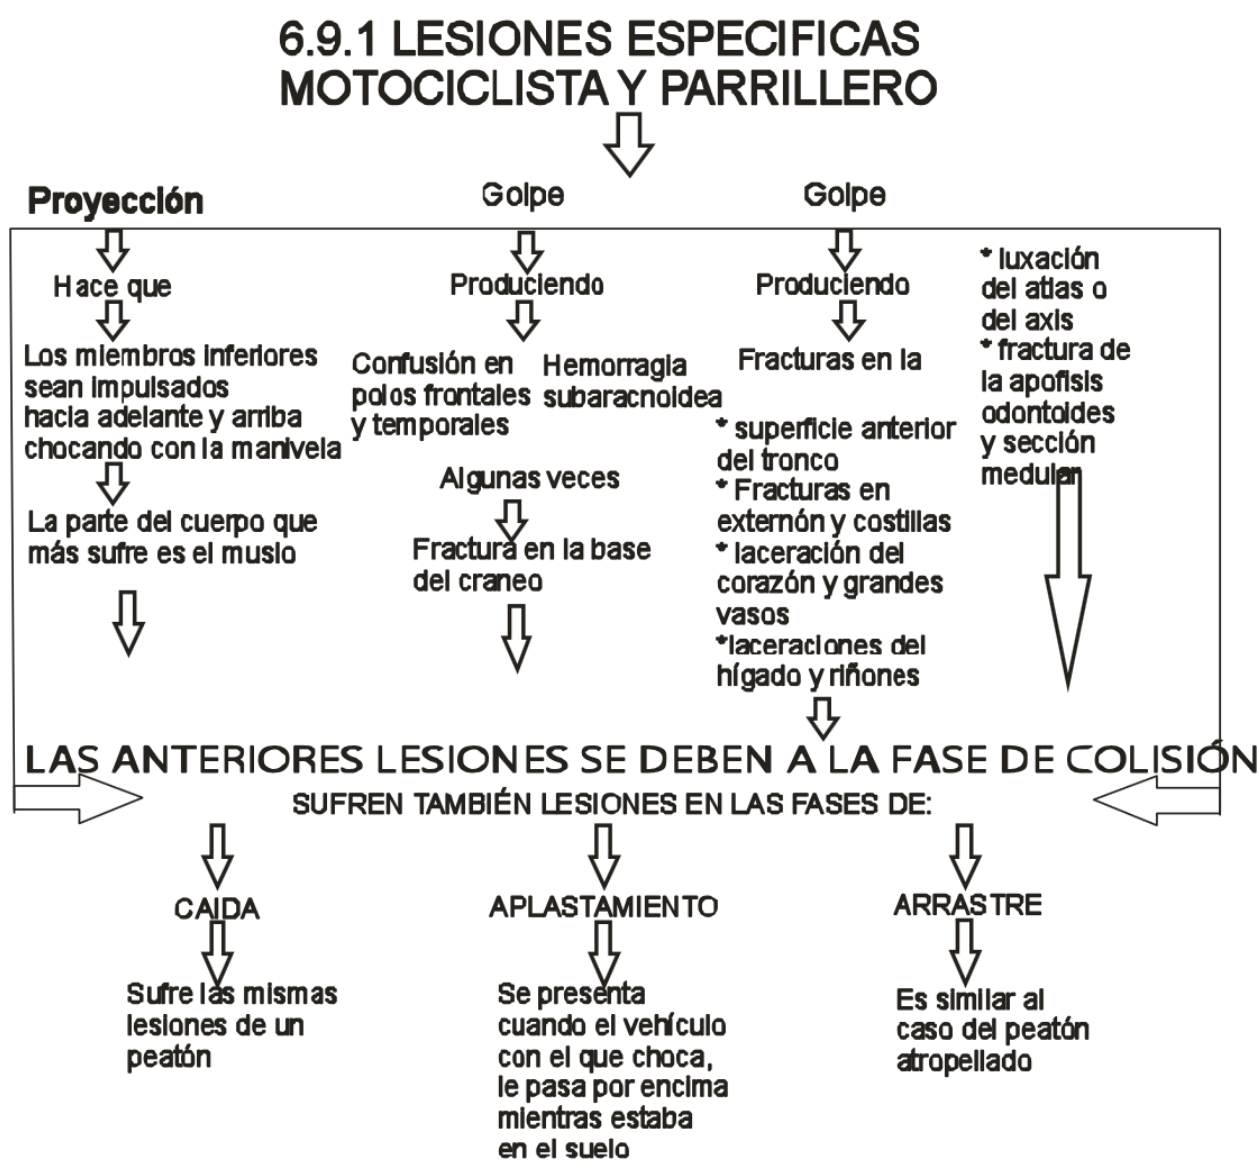 6.9.1 LESIONES ESPECIFICAS
MOTOCICLISTA Y PARRILLERO
Proyección
Hace que
Los miembros inferiores
sean impulsados
hacia adelante y arriba
chocando con la manivela
La parte del cuerpo que
más sufre es el muslo
Golpe
Produciendo
Confusión en
polos frontales
y temporales
Hemorragia
subaracnoidea
Algunas veces
Fractura en la base
del craneo
Golpe
Produciendo
Fracturas en la
* superficie anterior
del tronco
* Fracturas en
externón y costillas
* laceración del
corazón y grandes
vasos
*laceraciones del
hígado y riñones
* luxación
del atlas o
del axis
* fractura de
la apofisis
odontoides
y sección
medular
LAS ANTERIORES LESIONES SE DEBEN A LA FASE DE COLISIÓN
SUFREN TAMBIÉN LESIONES EN LAS FASES DE:
CAIDA
Sufre las mismas
lesiones de un
peatón
APLASTAMIENTO
Se presenta
cuando el vehículo
con el que choca,
le pasa por encima
mientras estaba
en el suelo
ARRASTRE
Es similar al
caso del peatón
atropellado